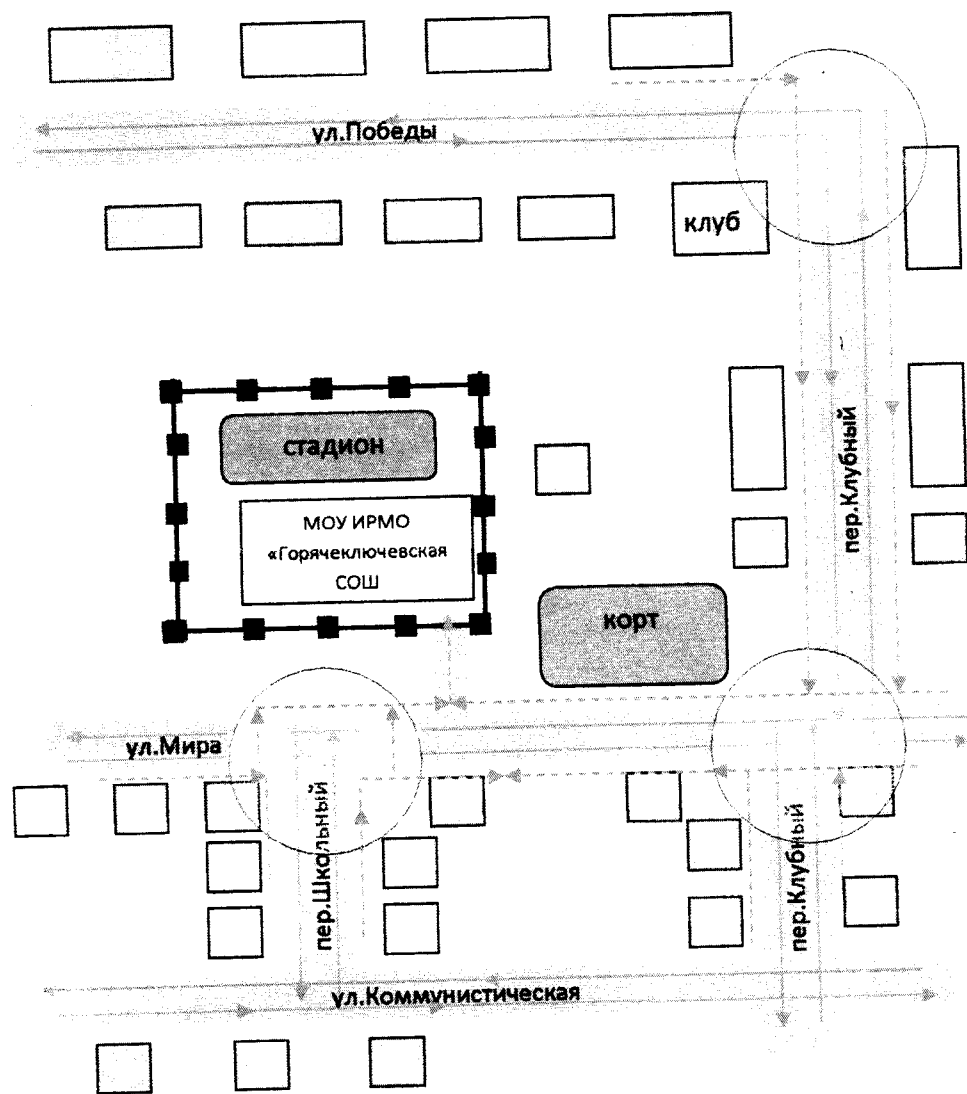 ул.Победы
клуб
стадион
МОУ ИРМО
«Горячеключевская
СОШ
пер.Клубный
корт
ул.Мира
пер.Школьный
пер.Клубный
ул.Коммунистическая